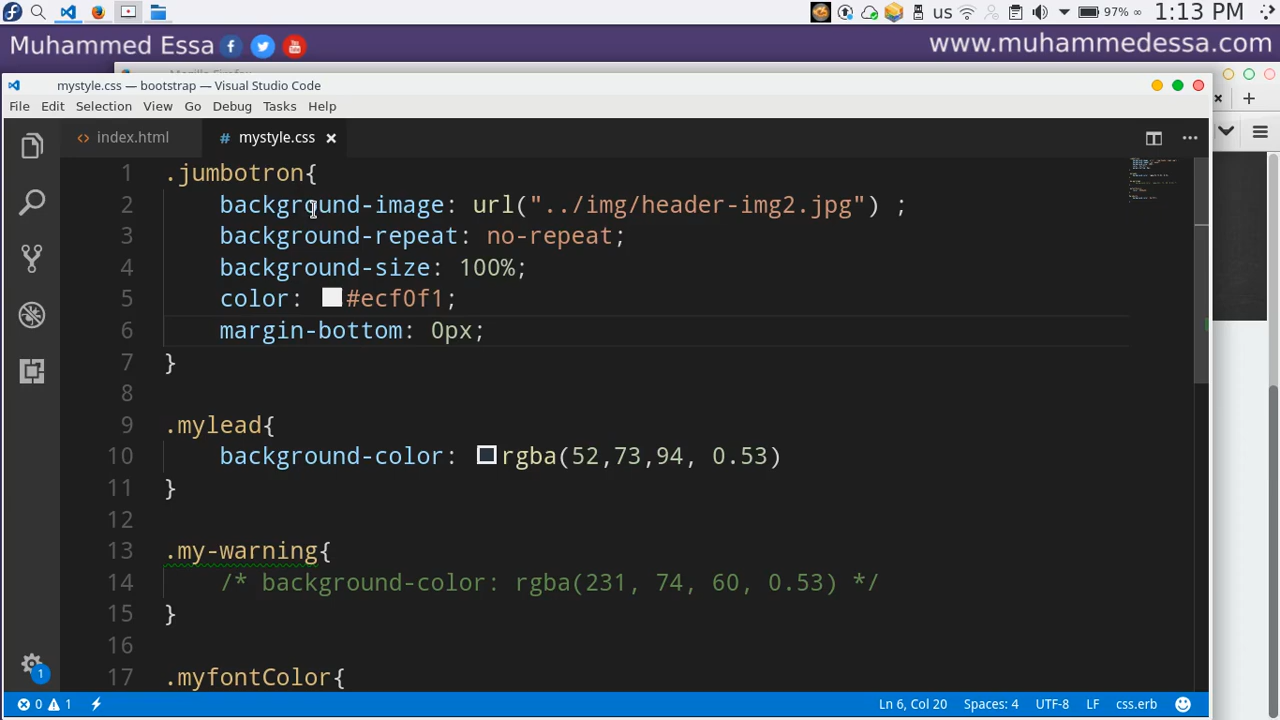 us
97%
1:13 PM
Muhammed Essa
www.muhammedessa.com
mystyle.css — bootstrap — Visual Studio Code
File Edit Selection View Go Debug Tasks Help
index.html
# mystyle.css
1 .jumbotron{
2 background-image: url("../img/header-img2.jpg") ;
3 background-repeat: no-repeat;
4 background-size: 100%;
5 color: #ecf0f1;
6 margin-bottom: 0px;
7 }
8
9 .mylead{
10 background-color: rgba(52,73,94, 0.53)
11 }
12
13 .my-warning{
14 /* background-color: rgba(231, 74, 60, 0.53) */
15 }
16
17 .myfontColor{
1
0 1
Ln 6, Col 20 Spaces: 4 UTF-8 LF css.erb